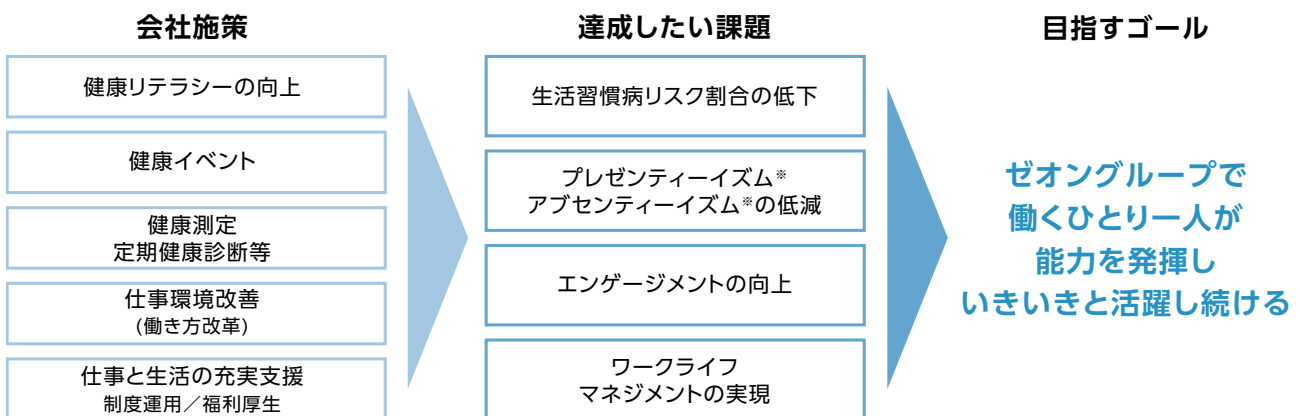 会社施策
健康リテラシーの向上
健康イベント
健康測定
定期健康診断等
仕事環境改善
(働き方改革)
仕事と生活の充実支援
制度運用／福利厚生
達成したい課題
生活習慣病リスク割合の低下
プレゼンティーイズム※
アブセンティーイズム※の低減
エンゲージメントの向上
ワークライフ
マネジメントの実現
目指すゴール
ゼオングループで
働くひとり一人が
能力を発揮し
いきいきと活躍し続ける